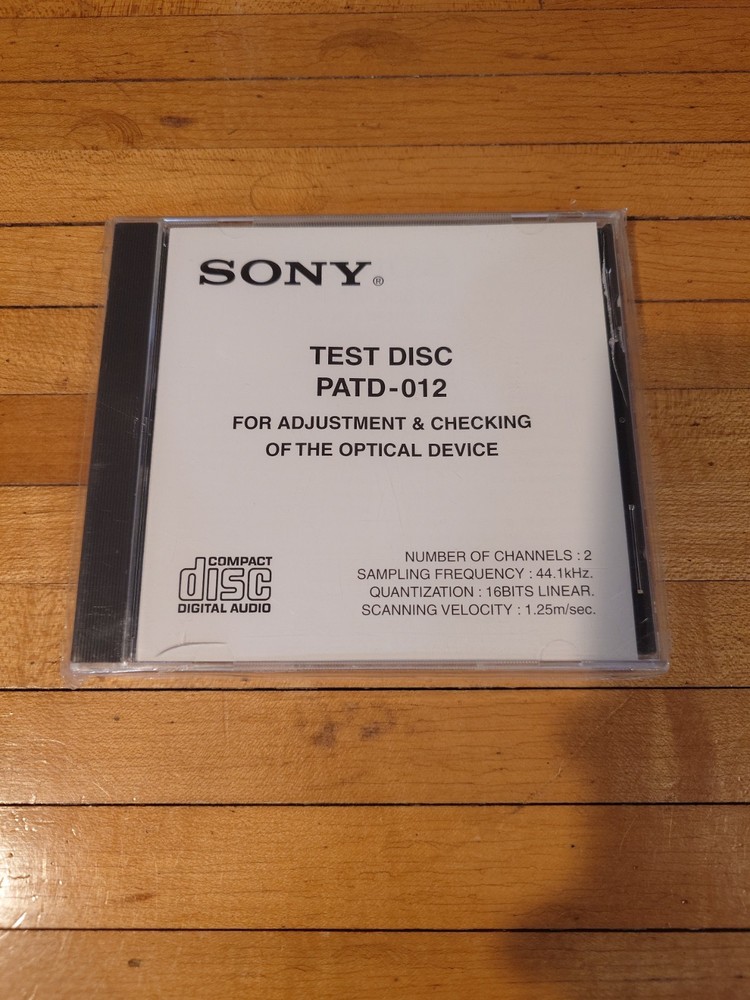 SONY®
TEST DISC
PATD-012
FOR ADJUSTMENT & CHECKING
OF THE OPTICAL DEVICE
COMPACT
disc
DIGITAL AUDIO
NUMBER OF CHANNELS : 2
SAMPLING FREQUENCY : 44.1kHz.
QUANTIZATION : 16BITS LINEAR.
SCANNING VELOCITY : 1.25m/sec.